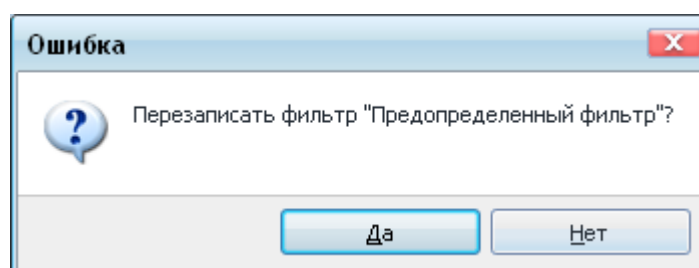 Ошибка
Перезаписать фильтр "Предопределенный фильтр"?
Да
Нет